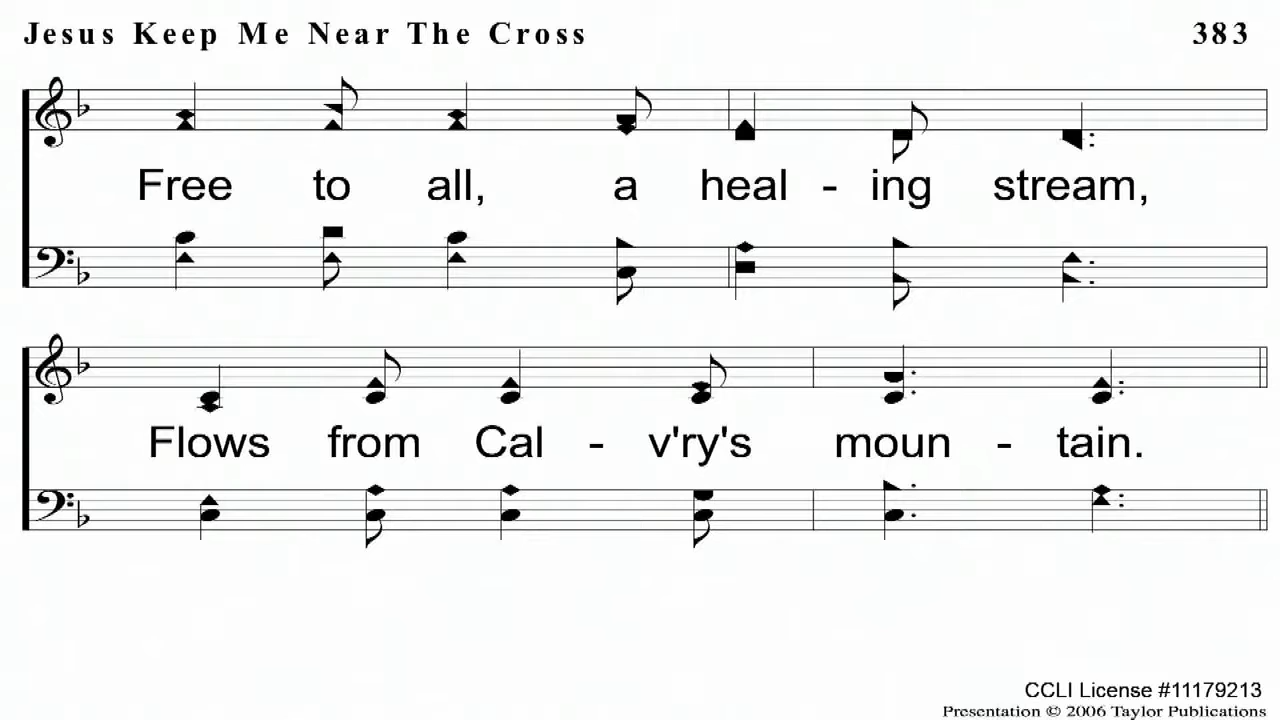 Jesus Keep Me Near The Cross 383
Free to all, a heal - ing stream,
Flows from Cal - v'ry's moun - tain.
CCLI License #11179213
Presentation © 2006 Taylor Publications